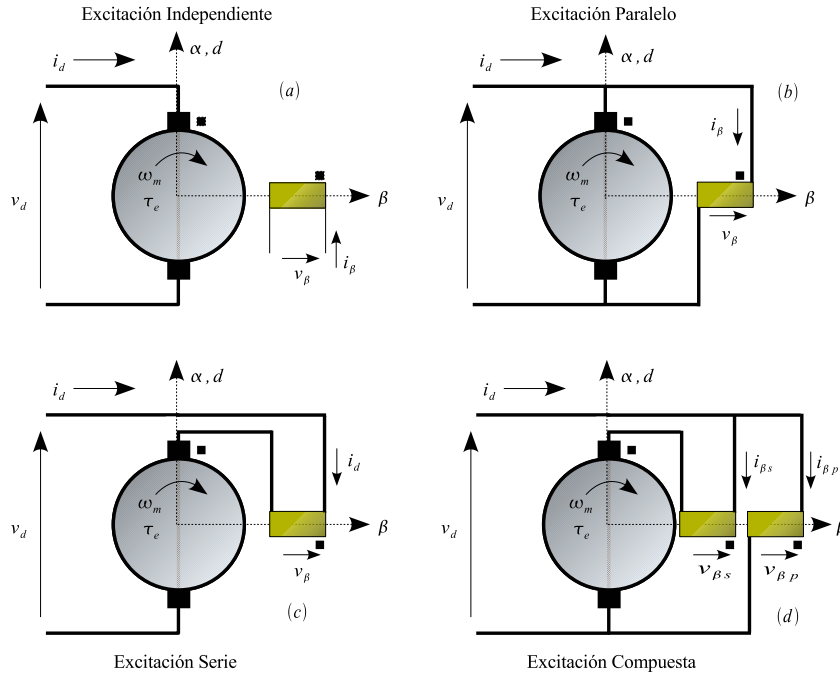 Excitación Independiente
i_d
α , d
(a)
ω_m
τ_e
v_d
β
v_β
i_β
Excitación Paralelo
i_d
α , d
(b)
i_β
ω_m
τ_e
v_d
β
v_β
i_d
α , d
i_d
ω_m
τ_e
v_d
β
v_β
(c)
Excitación Serie
i_d
α , d
i_βs
i_βp
ω_m
τ_e
v_d
β
v_βs
v_βp
(d)
Excitación Compuesta